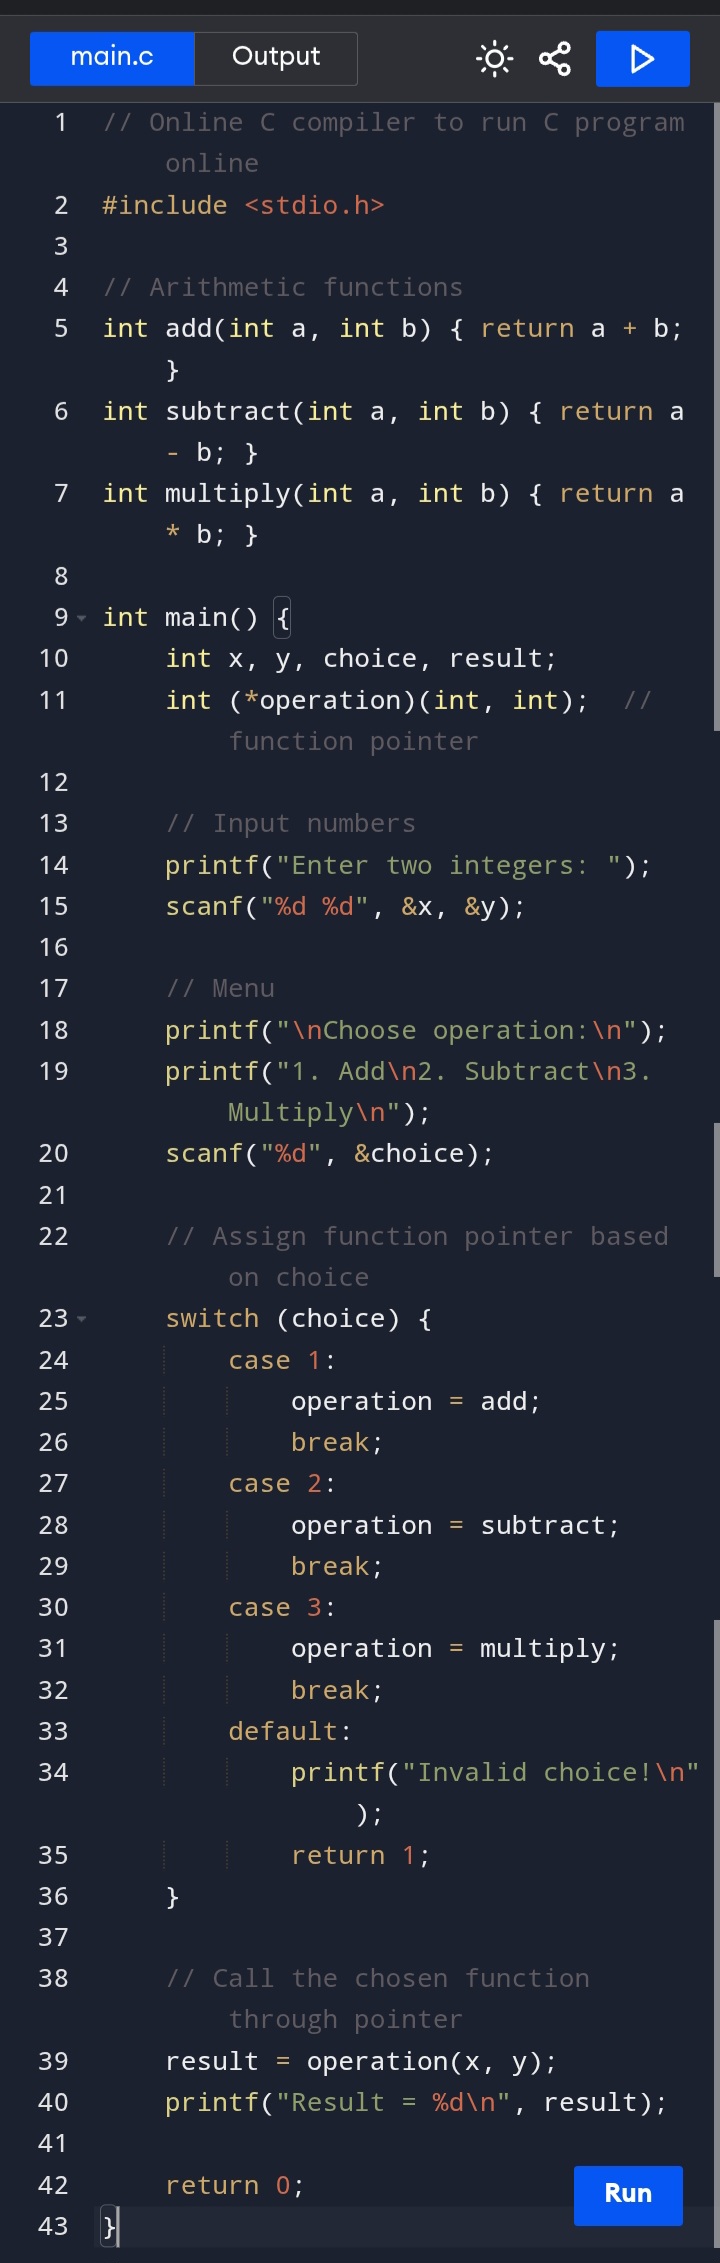 main.c Output
1 // Online C compiler to run C program
online
2 #include <stdio.h>
3
4 // Arithmetic functions
5 int add(int a, int b) { return a + b;
}
6 int subtract(int a, int b) { return a
- b; }
7 int multiply(int a, int b) { return a
* b; }
8
9 int main() {
10 int x, y, choice, result;
11 int (*operation)(int, int);  //
function pointer
12
13 // Input numbers
14 printf("Enter two integers: ");
15 scanf("%d %d", &x, &y);
16
17 // Menu
18 printf("\nChoose operation:\n");
19 printf("1. Add\n2. Subtract\n3.
Multiply\n");
20 scanf("%d", &choice);
21
22 // Assign function pointer based
on choice
23 switch (choice) {
24 case 1:
25 operation = add;
26 break;
27 case 2:
28 operation = subtract;
29 break;
30 case 3:
31 operation = multiply;
32 break;
33 default:
34 printf("Invalid choice!\n"
);
35 return 1;
36 }
37
38 // Call the chosen function
through pointer
39 result = operation(x, y);
40 printf("Result = %d\n", result);
41
42 return 0;
Run
43 }